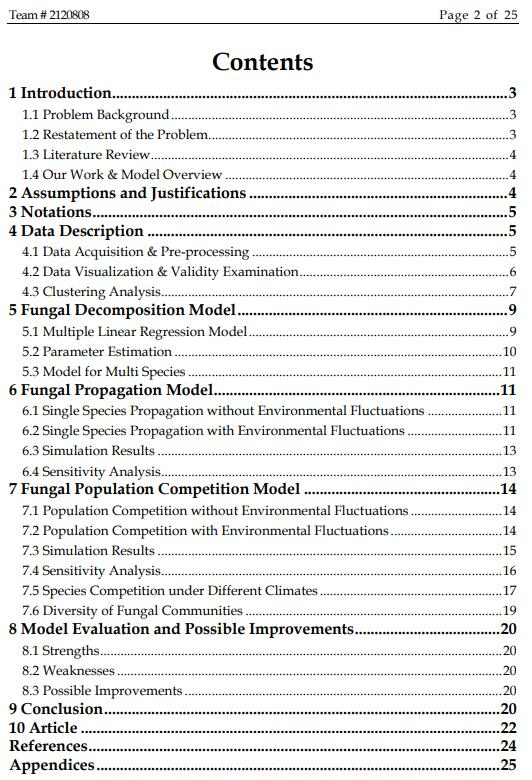 Team # 2120808 Page 2 of 25
Contents
1 Introduction 3
1.1 Problem Background 3
1.2 Restatement of the Problem 3
1.3 Literature Review 4
1.4 Our Work & Model Overview 4
2 Assumptions and Justifications 4
3 Notations 5
4 Data Description 5
4.1 Data Acquisition & Pre-processing 5
4.2 Data Visualization & Validity Examination 6
4.3 Clustering Analysis 7
5 Fungal Decomposition Model 9
5.1 Multiple Linear Regression Model 9
5.2 Parameter Estimation 10
5.3 Model for Multi Species 11
6 Fungal Propagation Model 11
6.1 Single Species Propagation without Environmental Fluctuations 11
6.2 Single Species Propagation with Environmental Fluctuations 11
6.3 Simulation Results 13
6.4 Sensitivity Analysis 13
7 Fungal Population Competition Model 14
7.1 Population Competition without Environmental Fluctuations 14
7.2 Population Competition with Environmental Fluctuations 14
7.3 Simulation Results 15
7.4 Sensitivity Analysis 16
7.5 Species Competition under Different Climates 17
7.6 Diversity of Fungal Communities 19
8 Model Evaluation and Possible Improvements 20
8.1 Strengths 20
8.2 Weaknesses 20
8.3 Possible Improvements 20
9 Conclusion 20
10 Article 22
References 24
Appendices 25